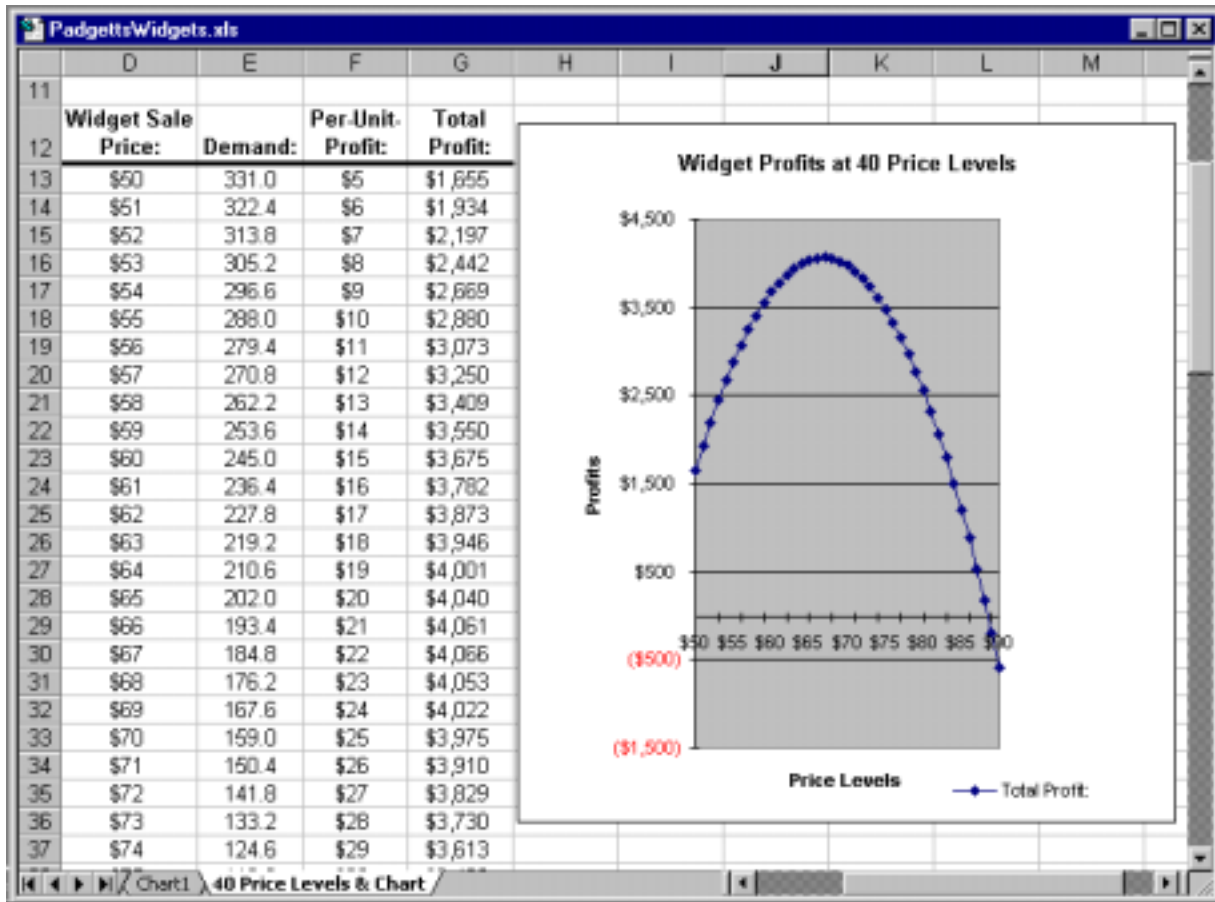 PadgettsWidgets.xls
D E F G H I J K L M
11
12 Widget Sale Price: Demand: Per-Unit-Profit: Total Profit:
13 $50 331.0 $5 $1,655
14 $51 322.4 $6 $1,934
15 $52 313.8 $7 $2,197
16 $53 305.2 $8 $2,442
17 $54 296.6 $9 $2,669
18 $55 288.0 $10 $2,880
19 $56 279.4 $11 $3,073
20 $57 270.8 $12 $3,250
21 $58 262.2 $13 $3,409
22 $59 253.6 $14 $3,550
23 $60 245.0 $15 $3,675
24 $61 236.4 $16 $3,782
25 $62 227.8 $17 $3,873
26 $63 219.2 $18 $3,946
27 $64 210.6 $19 $4,001
28 $65 202.0 $20 $4,040
29 $66 193.4 $21 $4,061
30 $67 184.8 $22 $4,066
31 $68 176.2 $23 $4,053
32 $69 167.6 $24 $4,022
33 $70 159.0 $25 $3,975
34 $71 150.4 $26 $3,910
35 $72 141.8 $27 $3,829
36 $73 133.2 $28 $3,730
37 $74 124.6 $29 $3,613
Widget Profits at 40 Price Levels
$4,500
$3,500
$2,500
Profits
$1,500
$500
$50 $55 $60 $65 $70 $75 $80 $85 $90
($500)
($1,500)
Price Levels
Total Profit:
Chart1
40 Price Levels & Chart